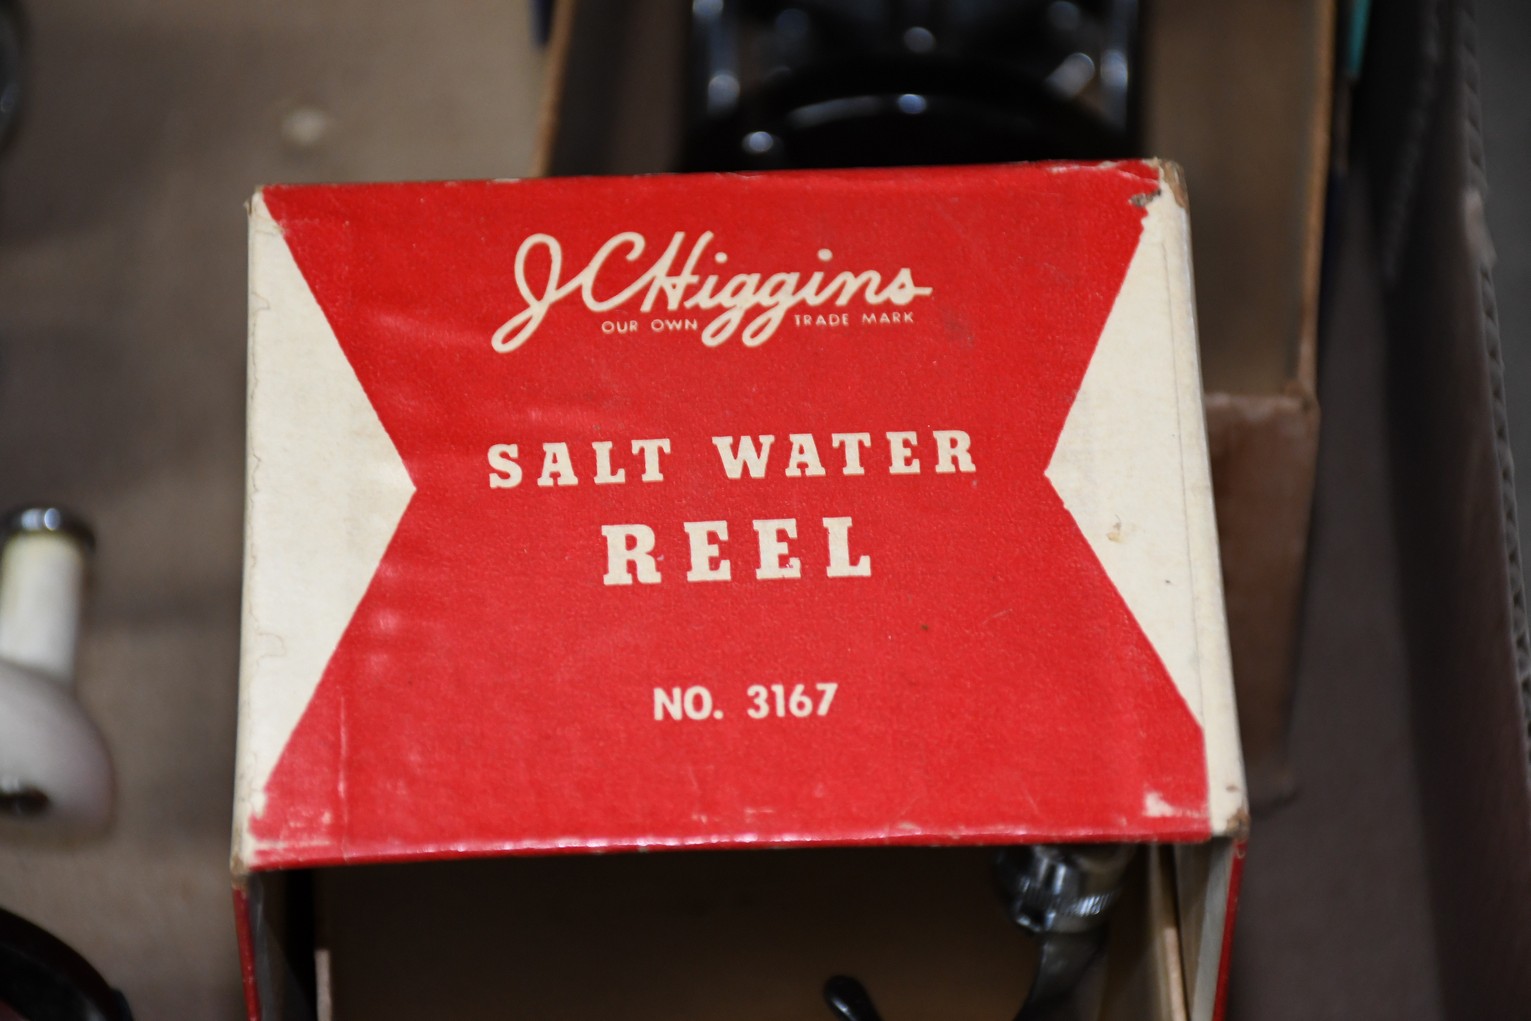 JCHiggins
OUR OWN TRADE MARK
SALT WATER
REEL
NO. 3167